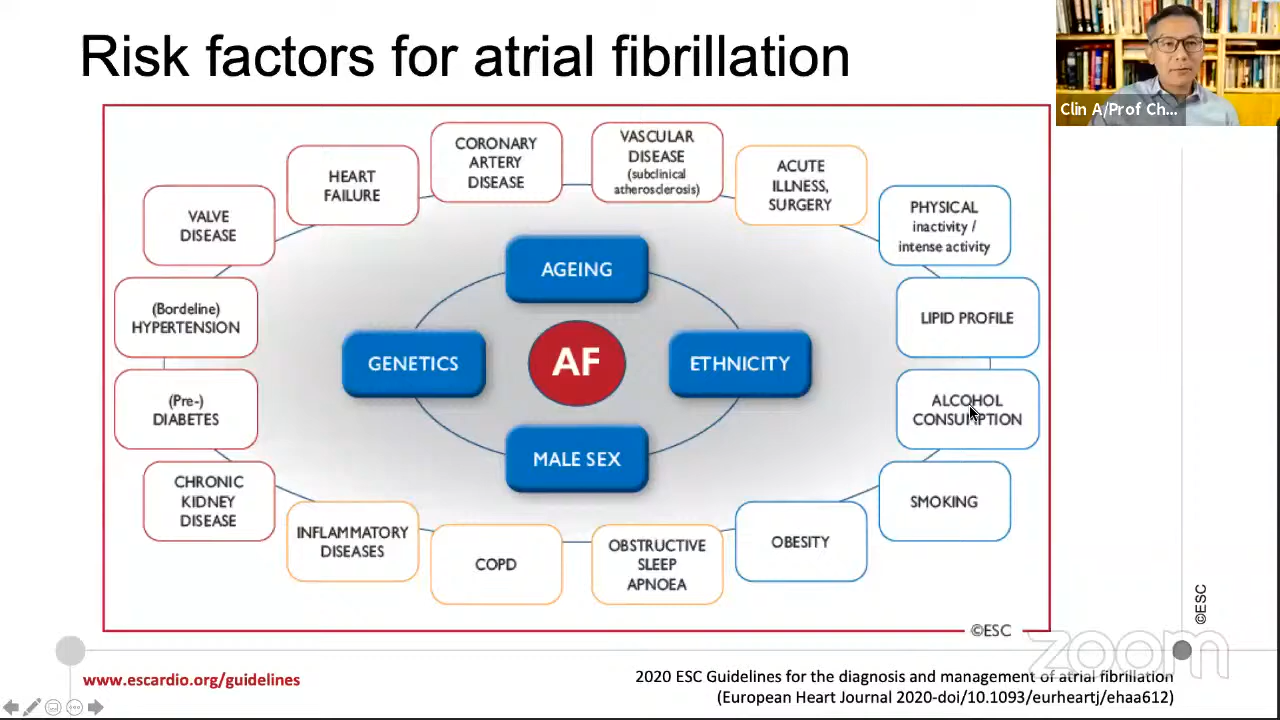 Risk factors for atrial fibrillation
Clin A/Prof Ch...
CORONARY
ARTERY
DISEASE
VASCULAR
DISEASE
(subclinical
atherosclerosis)
HEART
FAILURE
ACUTE
ILLNESS,
SURGERY
VALVE
DISEASE
PHYSICAL
inactivity /
intense activity
AGEING
(Bordeline)
HYPERTENSION
LIPID PROFILE
GENETICS
AF
ETHNICITY
(Pre-)
DIABETES
ALCOHOL
CONSUMPTION
MALE SEX
CHRONIC
KIDNEY
DISEASE
SMOKING
INFLAMMATORY
DISEASES
COPD
OBSTRUCTIVE
SLEEP
APNOEA
OBESITY
©ESC
©ESC
zoom
www.escardio.org/guidelines
2020 ESC Guidelines for the diagnosis and management of atrial fibrillation
(European Heart Journal 2020-doi/10.1093/eurheartj/ehaa612)